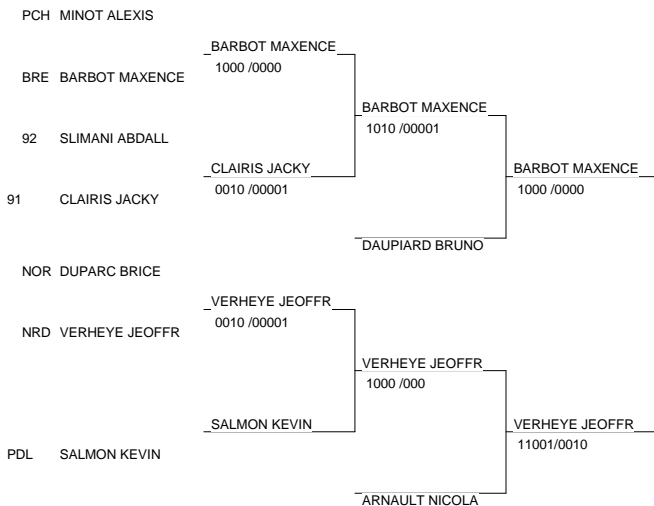 PCH MINOT ALEXIS
BARBOT MAXENCE
1000 /0000
BRE BARBOT MAXENCE
BARBOT MAXENCE
1010 /00001
92 SLIMANI ABDALL
CLAIRIS JACKY
0010 /00001
BARBOT MAXENCE
1000 /0000
91 CLAIRIS JACKY
DAUPIARD BRUNO
NOR DUPARC BRICE
VERHEYE JEOFFR
0010 /00001
NRD VERHEYE JEOFFR
VERHEYE JEOFFR
1000 /000
SALMON KEVIN
VERHEYE JEOFFR
11001/0010
PDL SALMON KEVIN
ARNAULT NICOLA